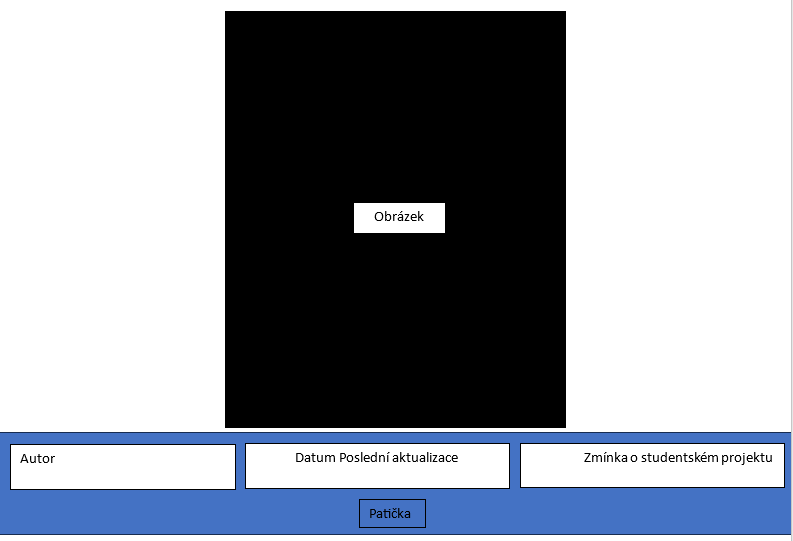 Obrázek
Autor
Datum Poslední aktualizace
Zmínka o studentském projektu
Patička